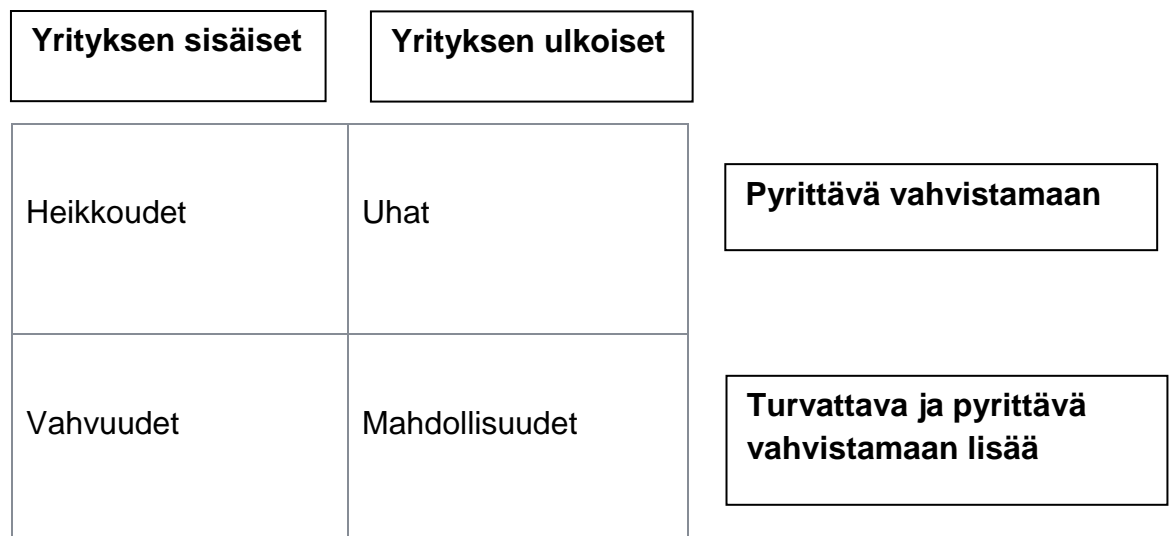 Yrityksen sisäiset
Yrityksen ulkoiset
Heikkoudet
Uhat
Pyrittävä vahvistamaan
Vahvuudet
Mahdollisuudet
Turvattava ja pyrittävä
vahvistamaan lisää